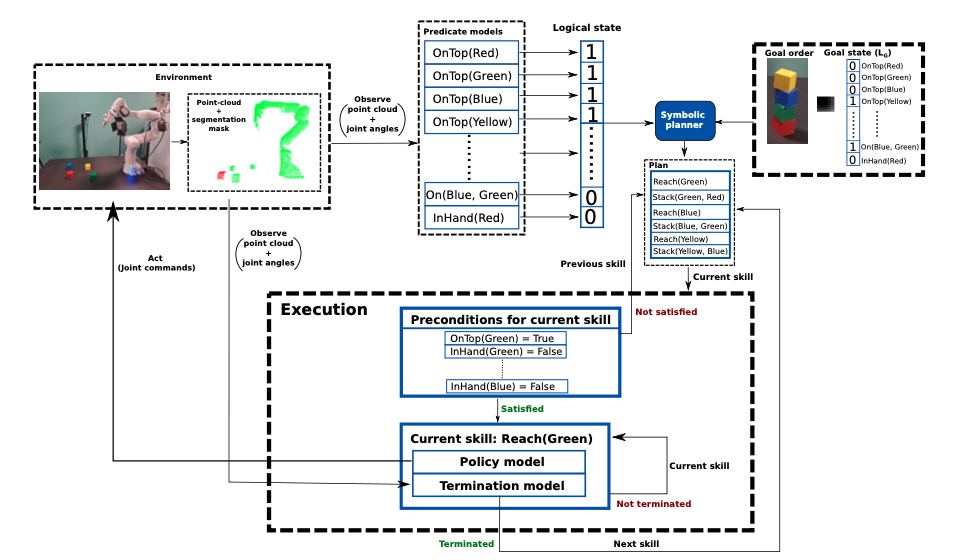 Environment
Point-cloud
+
segmentation
mask
Observe
point cloud
+
joint angles
Predicate models
OnTop(Red)
OnTop(Green)
OnTop(Blue)
OnTop(Yellow)
On(Blue, Green)
InHand(Red)
Logical state
1
1
1
1
0
0
Symbolic
planner
Goal order
Goal state (L_G)
0 OnTop(Red)
0 OnTop(Green)
0 OnTop(Blue)
1 OnTop(Yellow)
1 On(Blue, Green)
0 InHand(Red)
Plan
Reach(Green)
Stack(Green, Red)
Reach(Blue)
Stack(Blue, Green)
Reach(Yellow)
Stack(Yellow, Blue)
Previous skill
Current skill
Not satisfied
Act
(Joint commands)
Observe
point cloud
+
joint angles
Execution
Preconditions for current skill
OnTop(Green) = True
InHand(Green) = False
InHand(Blue) = False
Satisfied
Current skill: Reach(Green)
Policy model
Termination model
Current skill
Not terminated
Terminated
Next skill